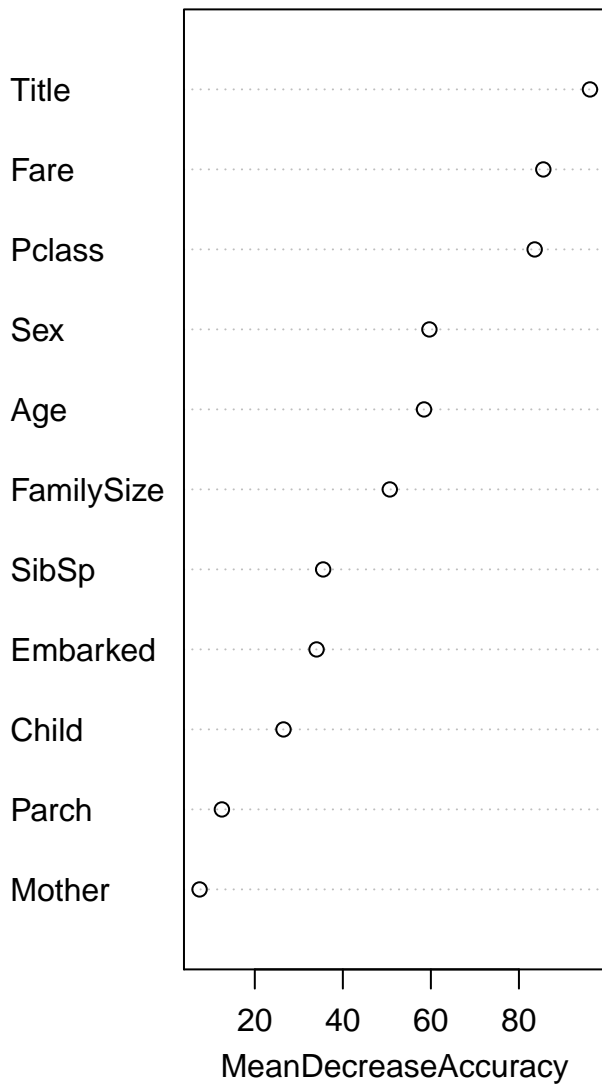 Title
Fare
Pclass
Sex
Age
FamilySize
SibSp
Embarked
Child
Parch
Mother
20 40 60 80
MeanDecreaseAccuracy